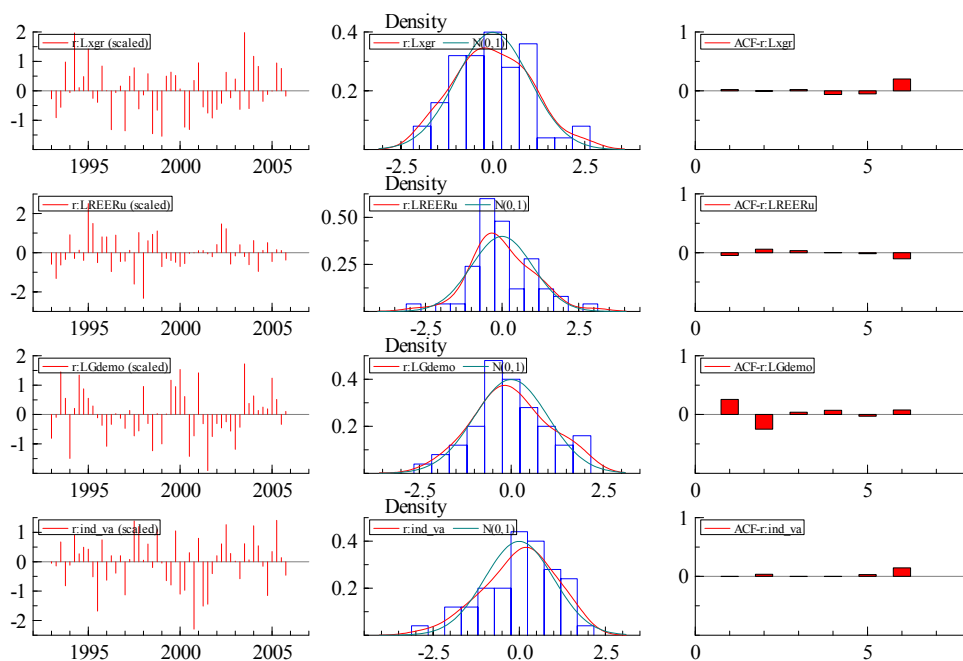 Density
2 r:Lxgr (scaled) 0.4 r:Lxgr N(0,1) 1 ACF-r:Lxgr
1 0.2
0 0
-1
1995 2000 2005 -2.5 0.0 2.5 0 5
Density
r:LREERu (scaled) r:LREERu N(0,1) 1 ACF-r:LREERu
2 0.50
0 0.25 0
-2
1995 2000 2005 -2.5 0.0 2.5 0 5
Density
2 r:LGdemo (scaled) r:LGdemo N(0,1) 1 ACF-r:LGdemo
1 0.4
0 0.2 0
-1
1995 2000 2005 -2.5 0.0 2.5 0 5
Density
r:ind_va (scaled) r:ind_va N(0,1) 1 ACF-r:ind_va
1 0.4
0 0.2 0
-1
-2
1995 2000 2005 -2.5 0.0 2.5 0 5